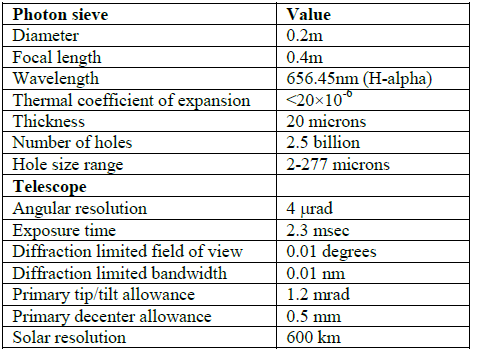 Photon sieve Value
Diameter 0.2m
Focal length 0.4m
Wavelength 656.45nm (H-alpha)
Thermal coefficient of expansion <20×10⁻⁶
Thickness 20 microns
Number of holes 2.5 billion
Hole size range 2-277 microns
Telescope
Angular resolution 4 μrad
Exposure time 2.3 msec
Diffraction limited field of view 0.01 degrees
Diffraction limited bandwidth 0.01 nm
Primary tip/tilt allowance 1.2 mrad
Primary decenter allowance 0.5 mm
Solar resolution 600 km